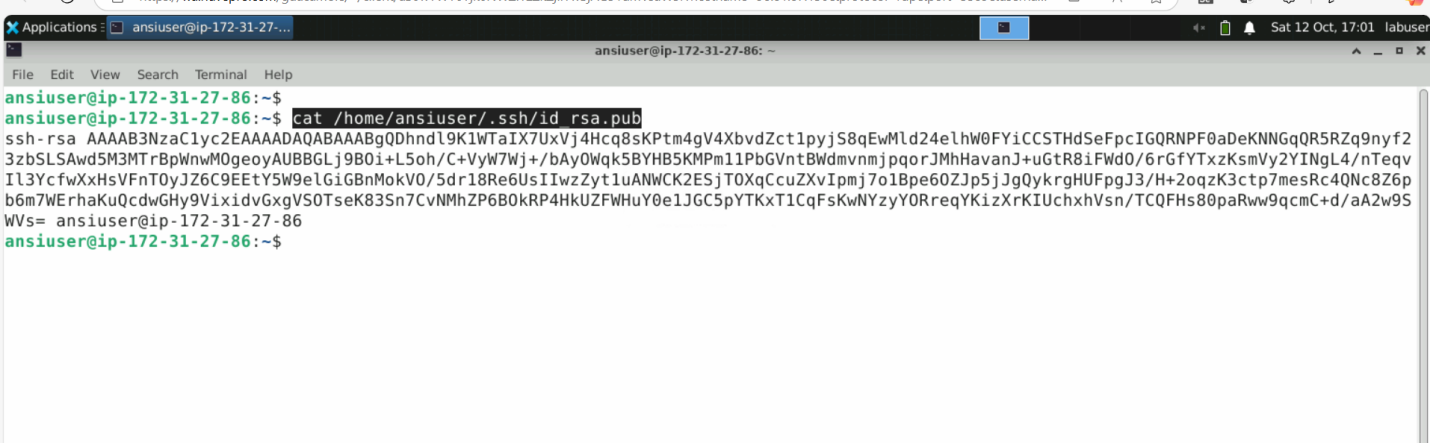 Applications
ansiuser@ip-172-31-27-...
Sat 12 Oct, 17:01 labuser
ansiuser@ip-172-31-27-86: ~
File Edit View Search Terminal Help
ansiuser@ip-172-31-27-86:~$
ansiuser@ip-172-31-27-86:~$ cat /home/ansiuser/.ssh/id_rsa.pub
ssh-rsa AAAAB3NzaC1yc2EAAAADAQABAAABgQDhndl9K1WTaIX7UxVj4Hcq8sKPtm4gV4XbvdZct1pyjS8qEwMld24elhW0FYiCCSTHdSeFpcIGQRNPF0aDeKNNGqQR5RZq9nyf2
3zbSLSAwd5M3MTrBpWnwMOgeoyAUBBGLj9BOi+L5oh/C+VyW7Wj+/bAyOWqk5BYHB5KMPm11PbGVntBWdmvnmjpqorJMhHavanJ+uGtR8iFWdO/6rGfYTxzKsmVy2YINgL4/nTeqv
Il3YcfwXxHsVFnTOyJZ6C9EEtY5W9elGiGBnMokVO/5dr18Re6UsIIwzZyt1uANWCK2ESjTOXqCcuZXvIpmj7o1Bpe6OZJp5jJgQykrgHUFpgJ3/H+2oqzK3ctp7mesRc4QNc8Z6p
b6m7WErhaKuQcdwGHy9VixidvGxgVSOTseK83Sn7CvNMhZP6BOkRP4HkUZFWHuY0e1JGC5pYTKxT1CqFsKwNYzyYORreqYKizXrKIUchxhVsn/TCQFHs80paRww9qcmC+d/aA2w9S
WVs= ansiuser@ip-172-31-27-86
ansiuser@ip-172-31-27-86:~$